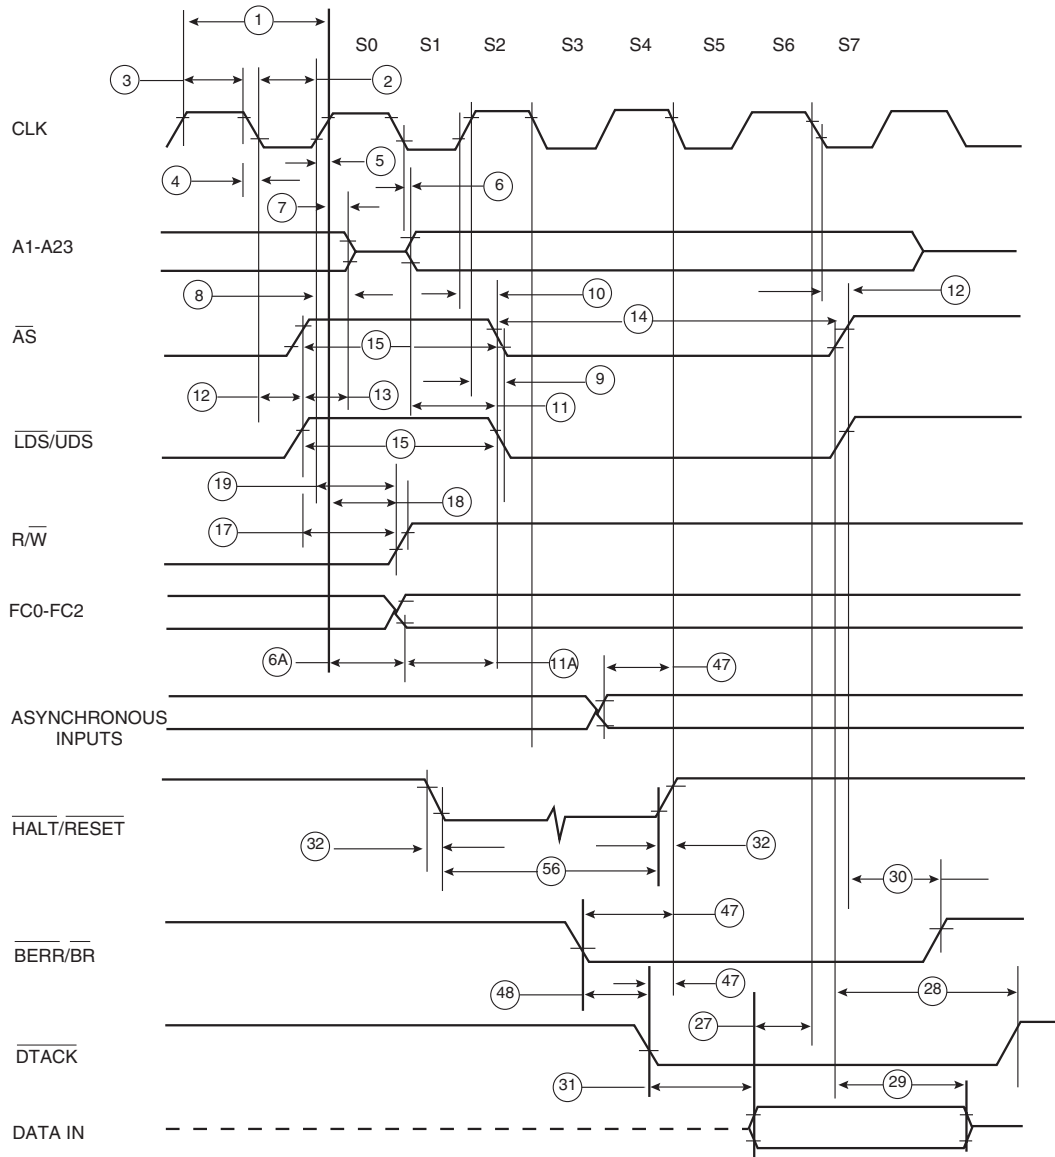 1
S0 S1 S2 S3 S4 S5 S6 S7
3 2
CLK
5
4 6
7
A1-A23
8 10 12
14
AS
15
9
12 13 11
LDS/UDS
15
19
18
17
R/W
FC0-FC2
6A 11A 47
ASYNCHRONOUS
INPUTS
HALT/RESET
32 32
56
30
47
BERR/BR
48 47 28
27
DTACK
31 29
DATA IN